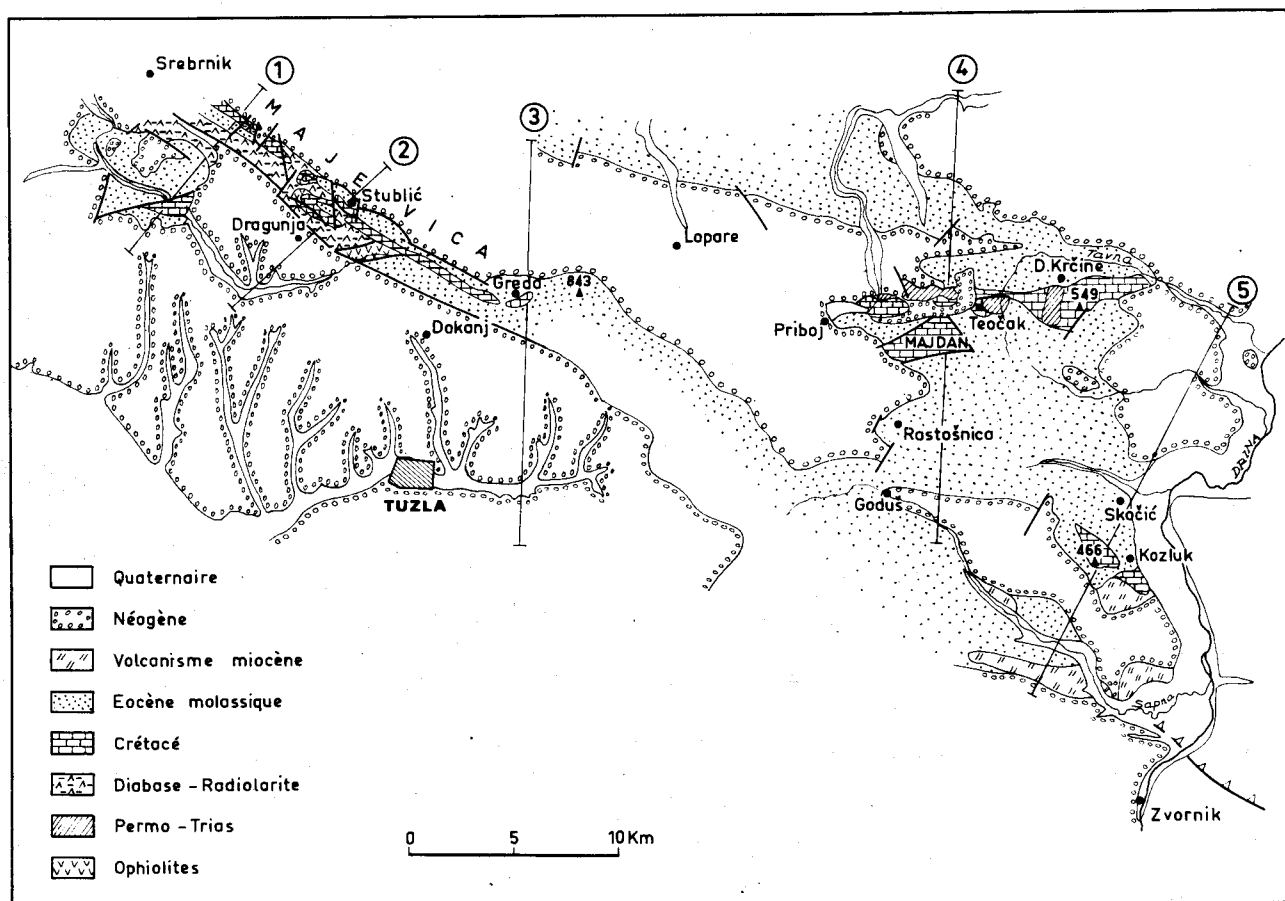 Srebrnik
1
MAJEVICA
2
Stublić
Dragunja
3
4
Lopare
Tavna
D. Krčine
549
5
Greda
843
Dokanj
Priboj
Teočak
MAJDAN
Rastošnica
DRINA
TUZLA
Goduš
Skočić
466
Kozluk
Sapna
Zvornik
Quaternaire
Néogène
Volcanisme miocène
Eocène molassique
Crétacé
Diabase - Radiolarite
Permo - Trias
Ophiolites
0 5 10 Km